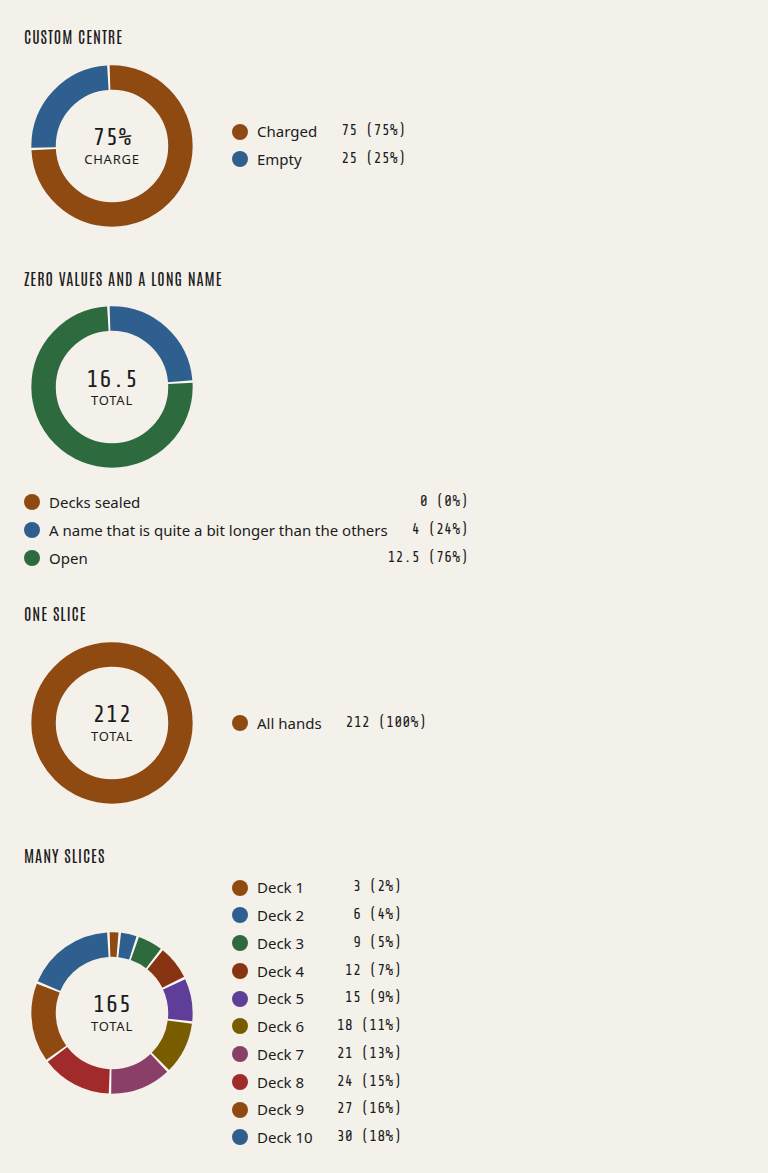 CUSTOM CENTRE
75%
CHARGE
Charged 75 (75%)
Empty 25 (25%)
ZERO VALUES AND A LONG NAME
16.5
TOTAL
Decks sealed 0 (0%)
A name that is quite a bit longer than the others 4 (24%)
Open 12.5 (76%)
ONE SLICE
212
TOTAL
All hands 212 (100%)
MANY SLICES
165
TOTAL
Deck 1 3 (2%)
Deck 2 6 (4%)
Deck 3 9 (5%)
Deck 4 12 (7%)
Deck 5 15 (9%)
Deck 6 18 (11%)
Deck 7 21 (13%)
Deck 8 24 (15%)
Deck 9 27 (16%)
Deck 10 30 (18%)